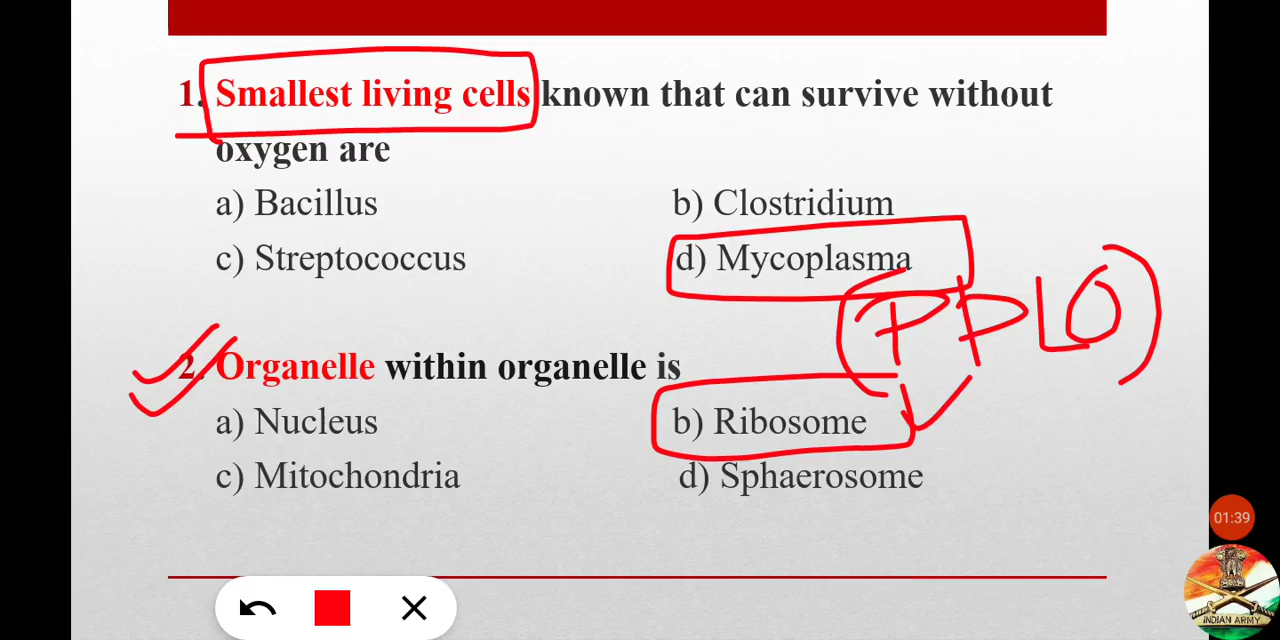 1. Smallest living cells known that can survive without
oxygen are
a) Bacillus b) Clostridium
c) Streptococcus d) Mycoplasma
(PPLO)
2. Organelle within organelle is
a) Nucleus b) Ribosome
c) Mitochondria d) Sphaerosome
01:39
INDIAN ARMY